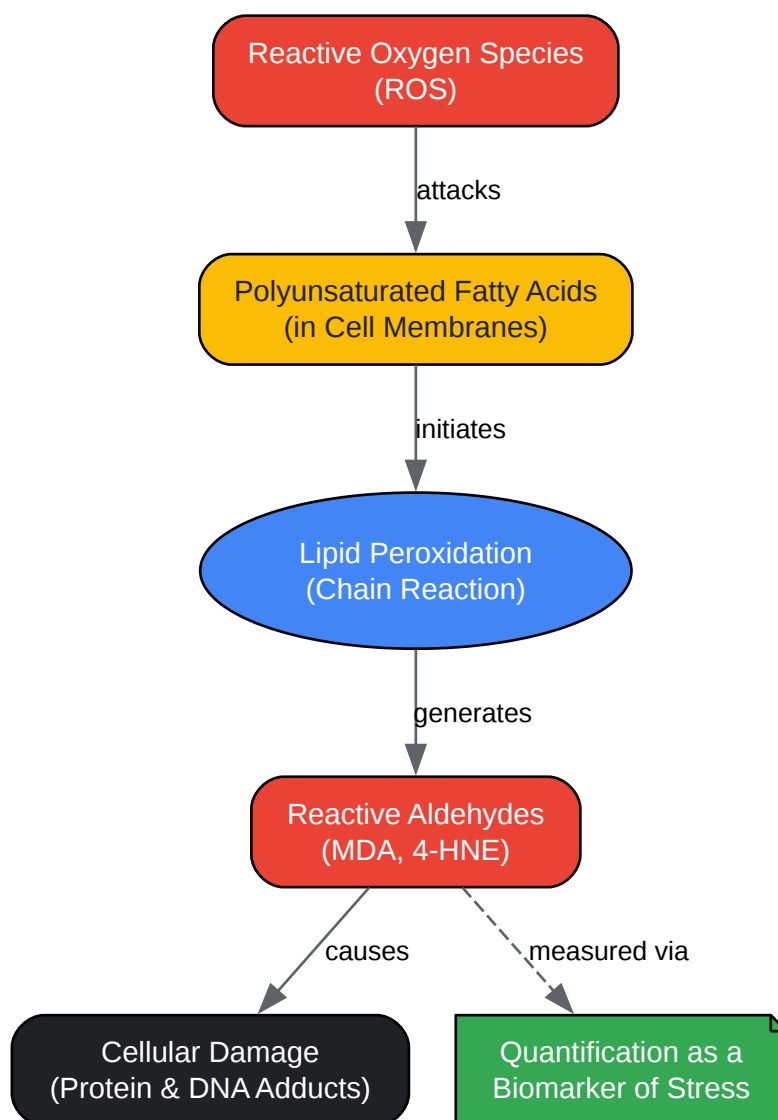 Reactive Oxygen Species
(ROS)
attacks
Polyunsaturated Fatty Acids
(in Cell Membranes)
initiates
Lipid Peroxidation
(Chain Reaction)
generates
Reactive Aldehydes
(MDA, 4-HNE)
causes
measured via
Cellular Damage
(Protein & DNA Adducts)
Quantification as a
Biomarker of Stress